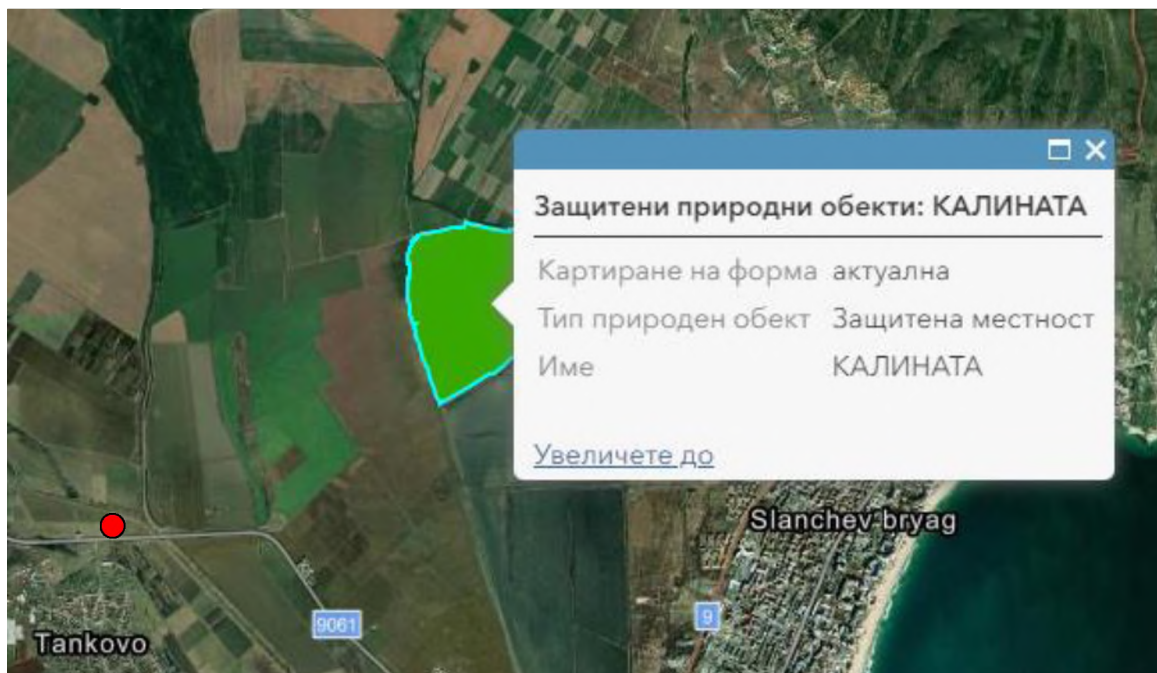 Защитени природни обекти: КАЛИНАТА
Картиране на форма актуална
Тип природен обект Защитена местност
Име КАЛИНАТА
Увеличете до
Slanchev bryag
9
9061
Tankovo